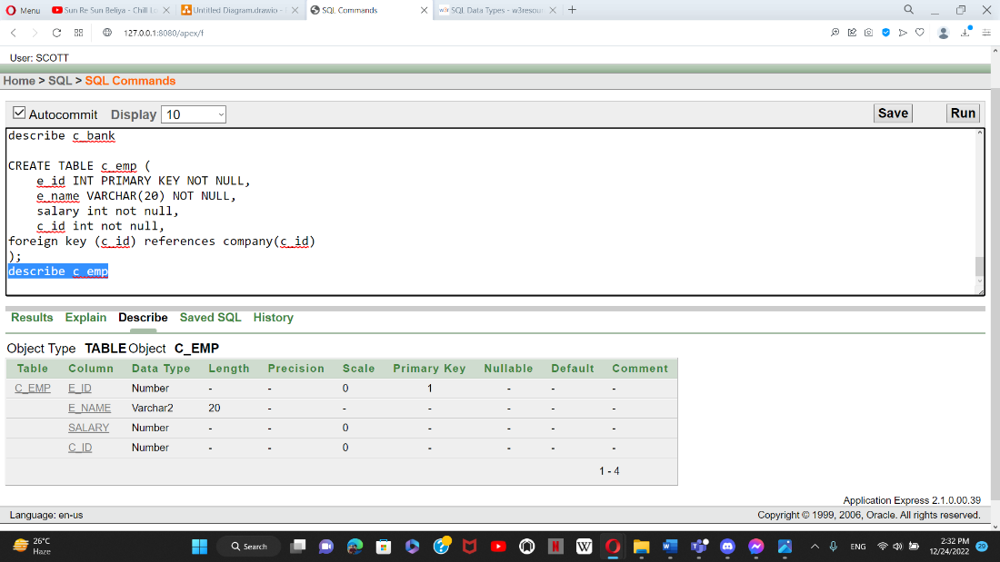 Menu
Sun Re Sun Beliya - Chill L
Untitled Diagram.drawio -
SQL Commands
SQL Data Types - w3resour
127.0.0.1:8080/apex/f
User: SCOTT
Home > SQL > SQL Commands
Autocommit Display 10
Save Run
describe c_bank
CREATE TABLE c_emp (
e_id INT PRIMARY KEY NOT NULL,
e_name VARCHAR(20) NOT NULL,
salary int not null,
c_id int not null,
foreign key (c_id) references company(c_id)
);
describe c_emp
Results Explain Describe Saved SQL History
Object Type TABLE Object C_EMP
Table Column Data Type Length Precision Scale Primary Key Nullable Default Comment
C_EMP E_ID Number - - 0 1 - - -
E_NAME Varchar2 20 - - - - - -
SALARY Number - - 0 - - - -
C_ID Number - - 0 - - - -
1 - 4
Application Express 2.1.0.00.39
Language: en-us
Copyright © 1999, 2006, Oracle. All rights reserved.
26°C
Haze
Search
ENG
2:32 PM
12/24/2022
29